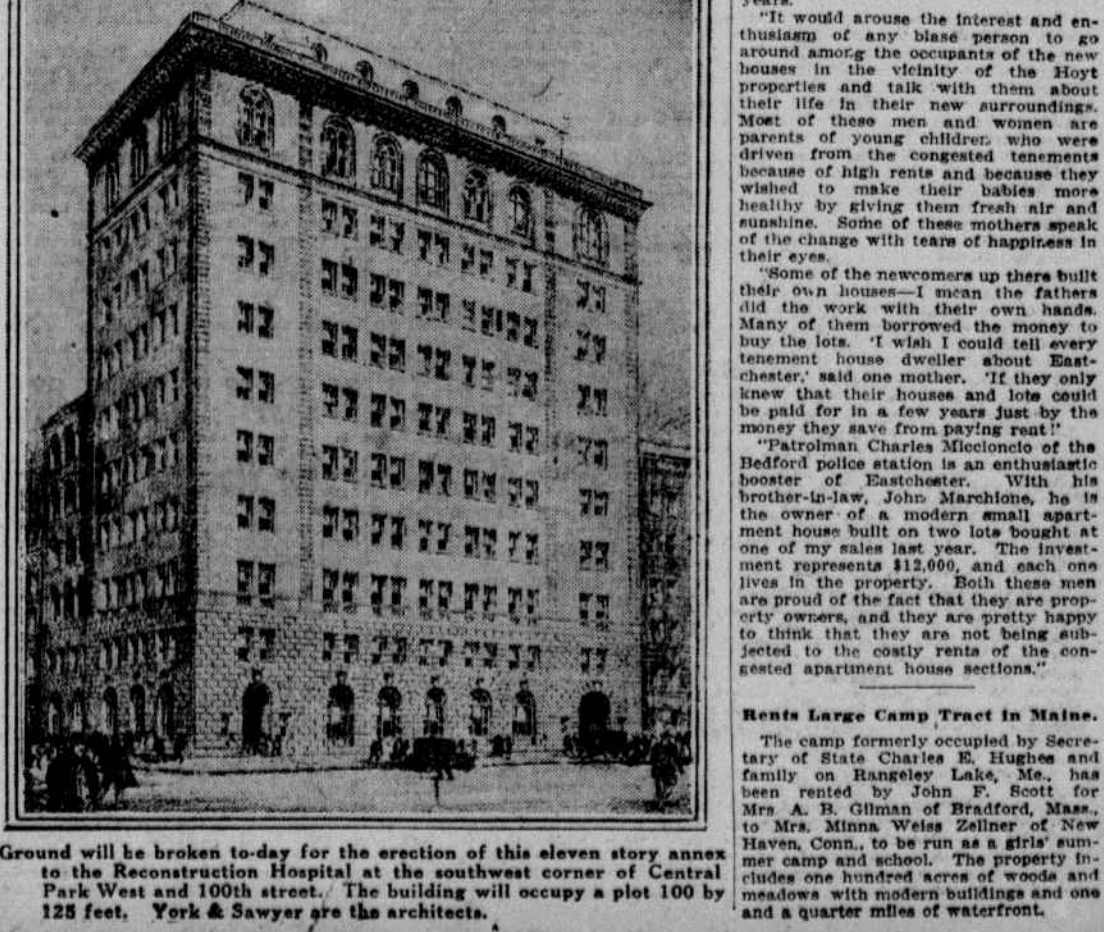 Ground will be broken to-day for the erection of this eleven story annex
to the Reconstruction Hospital at the southwest corner of Central
Park West and 100th street. The building will occupy a plot 100 by
125 feet. York & Sawyer are the architects.
years.
"It would arouse the interest and en-
thusiasm of any blase person to go
around among the occupants of the new
houses in the vicinity of the Hoyt
properties and talk with them about
their life in their new surroundings.
Most of these men and women are
parents of young children who were
driven from the congested tenements
because of high rents and because they
wished to make their babies more
healthy by giving them fresh air and
sunshine. Some of these mothers speak
of the change with tears of happiness in
their eyes.
"Some of the newcomers up there built
their own houses—I mean the fathers
did the work with their own hands.
Many of them borrowed the money to
buy the lots. 'I wish I could tell every
tenement house dweller about East-
chester,' said one mother. 'If they only
knew that their houses and lots could
be paid for in a few years just by the
money they save from paying rent!'
"Patrolman Charles Miccioncio of the
Bedford police station is an enthusiastic
booster of Eastchester. With his
brother-in-law, John Marchione, he is
the owner of a modern small apart-
ment house built on two lots bought at
one of my sales last year. The invest-
ment represents $12,000, and each one
lives in the property. Both these men
are proud of the fact that they are prop-
erty owners, and they are pretty happy
to think that they are not being sub-
jected to the costly rents of the con-
gested apartment house sections."
Rents Large Camp Tract in Maine.
The camp formerly occupied by Secre-
tary of State Charles E. Hughes and
family on Rangeley Lake, Me., has
been rented by John F. Scott for
Mrs. A. B. Gilman of Bradford, Mass.,
to Mrs. Minna Weiss Zellner of New
Haven, Conn., to be run as a girls' sum-
mer camp and school. The property in-
cludes one hundred acres of woods and
meadows with modern buildings and one
and a quarter miles of waterfront.